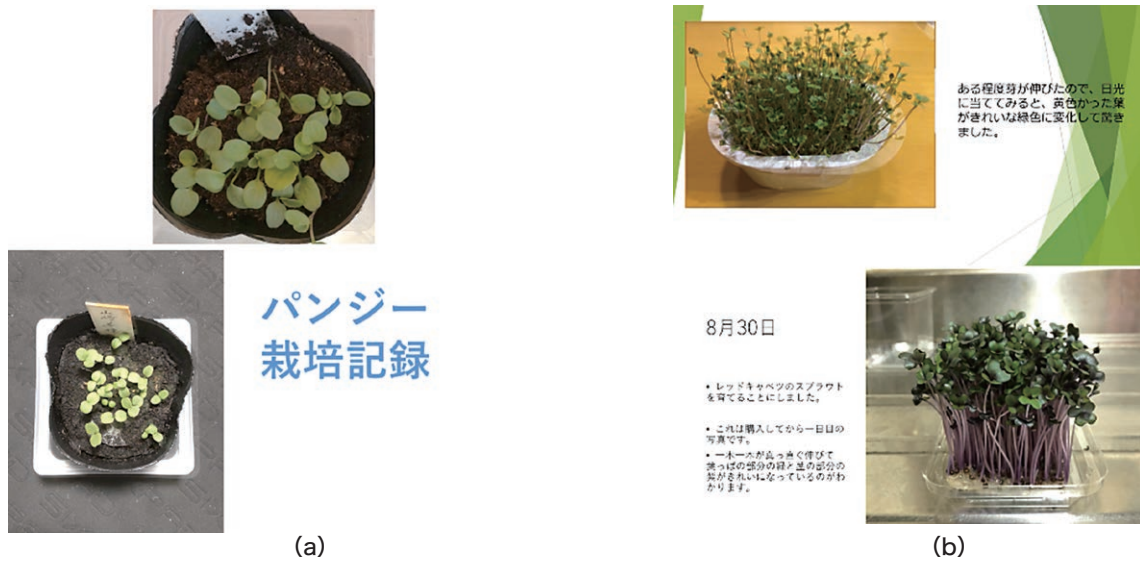 パンジー
栽培記録
(a)
ある程度芽が伸びたので、日光
に当ててみると、黄色かった葉
がきれいな緑色に変化して驚き
ました。
8月30日
• レッドキャベツのスプラウト
を育てることにしました。
• これは購入してから一日目の
写真です。
• 一本一本が真っ直ぐ伸びて
葉っぱの部分の緑と茎の部分の
紫がきれいになっているのがわ
かります。
(b)